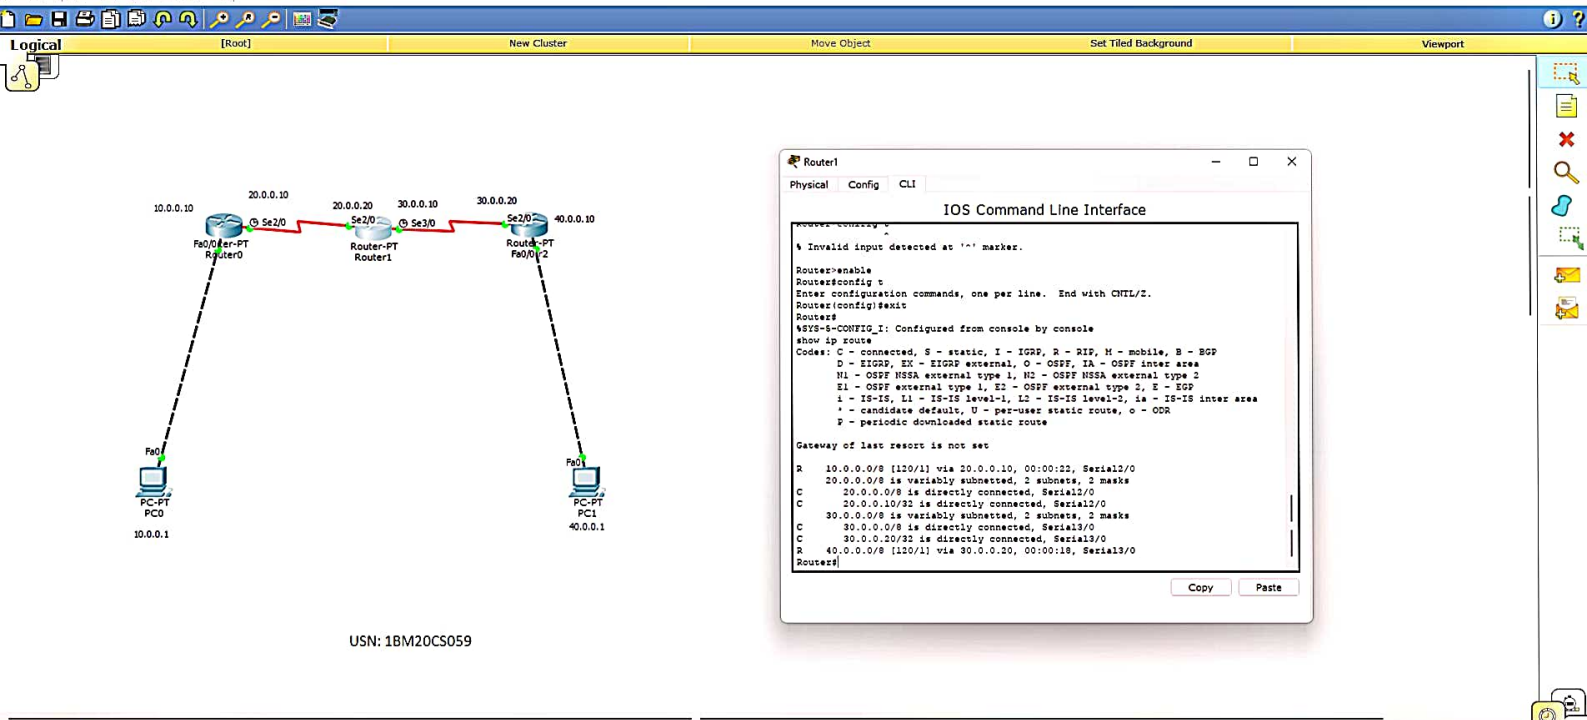 Logical
[Root]
New Cluster
Move Object
Set Tiled Background
Viewport
20.0.0.10
10.0.0.10
20.0.0.20
30.0.0.10
30.0.0.20
40.0.0.10
Se2/0
Se2/0
Se3/0
Se2/0
Fa0/0
Router0
Router-PT
Router1
Router-PT
Fa0/0
Fa0
PC-PT
PC0
10.0.0.1
Fa0
PC-PT
PC1
40.0.0.1
USN: 1BM20CS059
Router1
Physical
Config
CLI
IOS Command Line Interface
% Invalid input detected at '^' marker.
Router>enable
Router#config t
Enter configuration commands, one per line.  End with CNTL/Z.
Router(config)#exit
Router#
%SYS-5-CONFIG_I: Configured from console by console
show ip route
Codes: C - connected, S - static, I - IGRP, R - RIP, M - mobile, B - BGP
D - EIGRP, EX - EIGRP external, O - OSPF, IA - OSPF inter area
N1 - OSPF NSSA external type 1, N2 - OSPF NSSA external type 2
E1 - OSPF external type 1, E2 - OSPF external type 2, E - EGP
i - IS-IS, L1 - IS-IS level-1, L2 - IS-IS level-2, ia - IS-IS inter area
* - candidate default, U - per-user static route, o - ODR
P - periodic downloaded static route
Gateway of last resort is not set
R    10.0.0.0/8 [120/1] via 20.0.0.10, 00:00:22, Serial2/0
20.0.0.0/8 is variably subnetted, 2 subnets, 2 masks
C       20.0.0.0/8 is directly connected, Serial2/0
C       20.0.0.10/32 is directly connected, Serial2/0
30.0.0.0/8 is variably subnetted, 2 subnets, 2 masks
C       30.0.0.0/8 is directly connected, Serial3/0
C       30.0.0.20/32 is directly connected, Serial3/0
R    40.0.0.0/8 [120/1] via 30.0.0.20, 00:00:18, Serial3/0
Router#
Copy
Paste